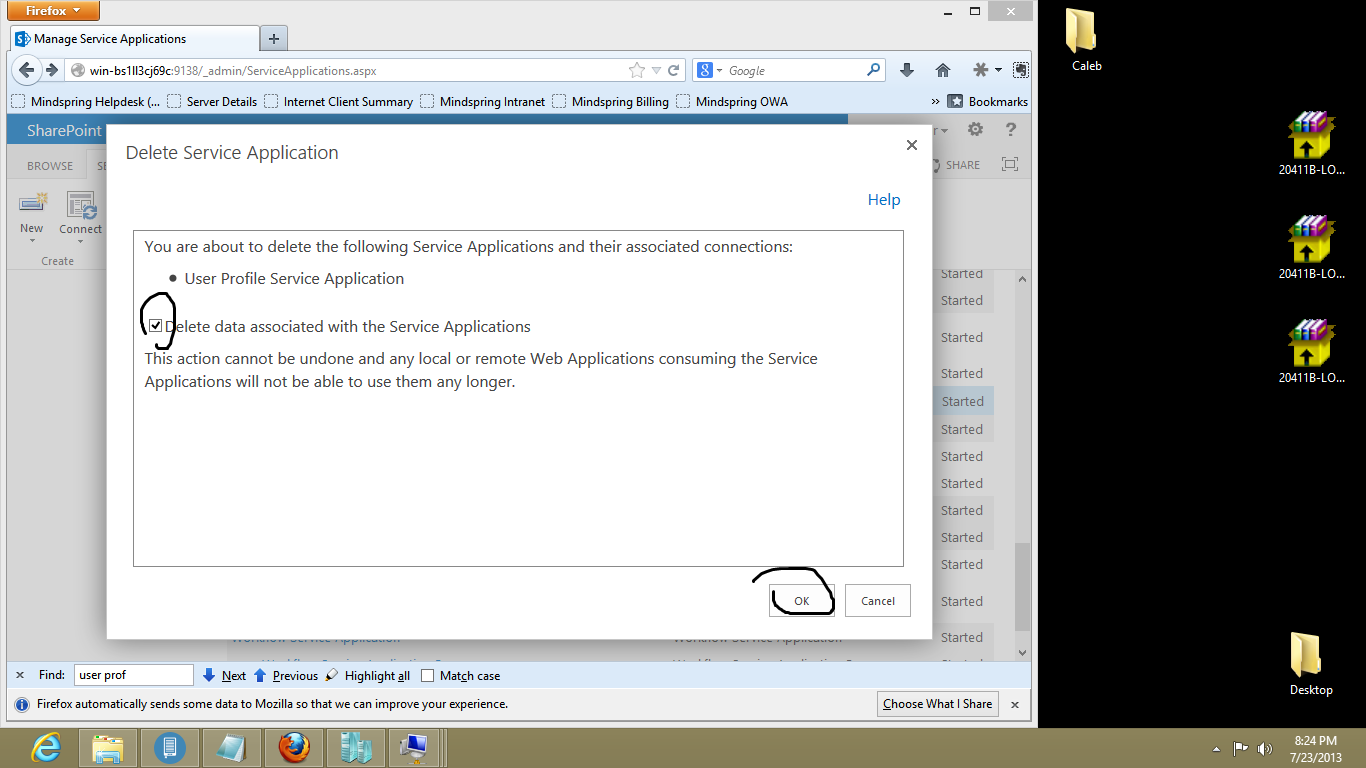 Firefox
Manage Service Applications
win-bs1ll3cj69c:9138/_admin/ServiceApplications.aspx
Google
Mindspring Helpdesk (...
Server Details
Internet Client Summary
Mindspring Intranet
Mindspring Billing
Mindspring OWA
Bookmarks
SharePoint
BROWSE
SHARE
New
Connect
Create
Delete Service Application
Help
You are about to delete the following Service Applications and their associated connections:
User Profile Service Application
Delete data associated with the Service Applications
This action cannot be undone and any local or remote Web Applications consuming the Service
Applications will not be able to use them any longer.
OK
Cancel
Started
Started
Started
Started
Started
Started
Started
Started
Started
Started
Started
Started
Started
Workflow Service Application
Workflow Service Application
Find:
user prof
Next
Previous
Highlight all
Match case
Firefox automatically sends some data to Mozilla so that we can improve your experience.
Choose What I Share
Caleb
20411B-LO...
20411B-LO...
20411B-LO...
Desktop
8:24 PM
7/23/2013